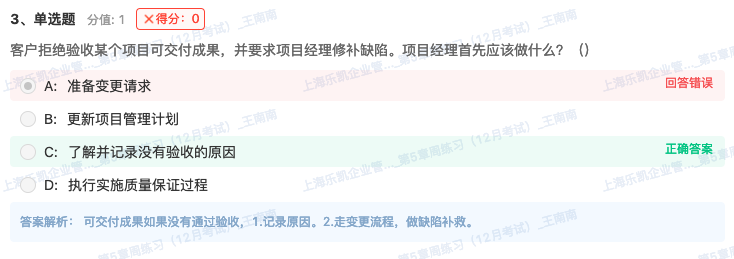 3、单选题 分值: 1 ×得分: 0
客户拒绝验收某个项目可交付成果，并要求项目经理修补缺陷。项目经理首先应该做什么？（）
A: 准备变更请求 回答错误
B: 更新项目管理计划
C: 了解并记录没有验收的原因 正确答案
D: 执行实施质量保证过程
答案解析： 可交付成果如果没有通过验收，1.记录原因。2.走变更流程，做缺陷补救。
上海乐凯企业管..._第5章周练习（12月考试）_王南南